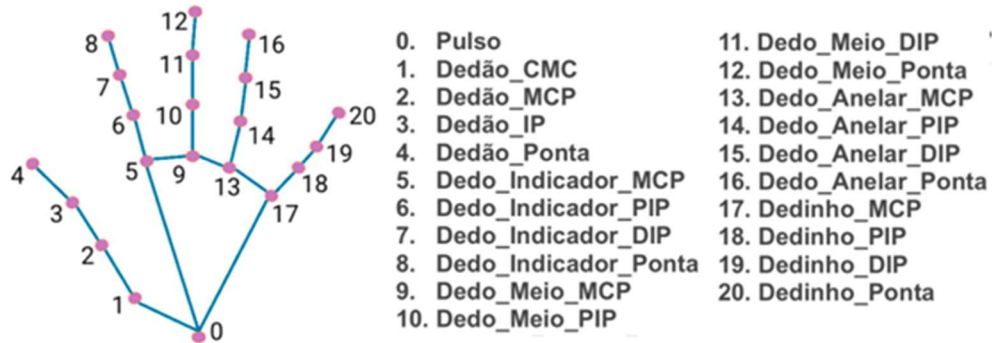 0. Pulso
1. Dedão_CMC
2. Dedão_MCP
3. Dedão_IP
4. Dedão_Ponta
5. Dedo_Indicador_MCP
6. Dedo_Indicador_PIP
7. Dedo_Indicador_DIP
8. Dedo_Indicador_Ponta
9. Dedo_Meio_MCP
10. Dedo_Meio_PIP
11. Dedo_Meio_DIP
12. Dedo_Meio_Ponta
13. Dedo_Anelar_MCP
14. Dedo_Anelar_PIP
15. Dedo_Anelar_DIP
16. Dedo_Anelar_Ponta
17. Dedinho_MCP
18. Dedinho_PIP
19. Dedinho_DIP
20. Dedinho_Ponta
12
8
16
11
7
15
10
20
6
14
19
4
5
9
13
18
3
17
2
1
0